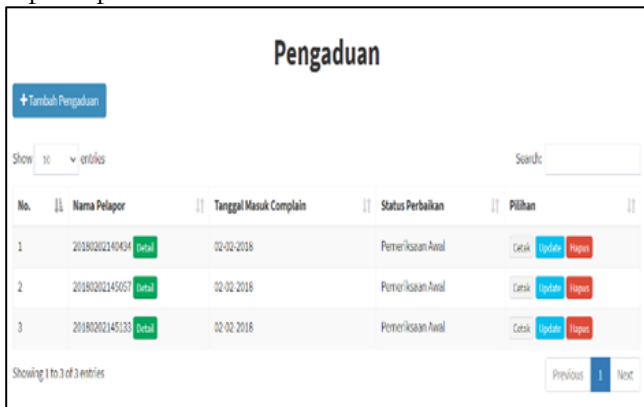 Pengaduan
+Tambah Pengaduan
Show 10 entries Search:
No. Nama Pelapor Tanggal Masuk Complain Status Perbaikan Pilihan
1 20180202140434 Detail 02-02-2018 Pemeriksaan Awal Cetak Update Hapus
2 20180202145057 Detail 02-02-2018 Pemeriksaan Awal Cetak Update Hapus
3 20180202145133 Detail 02-02-2018 Pemeriksaan Awal Cetak Update Hapus
Showing 1 to 3 of 3 entries Previous 1 Next